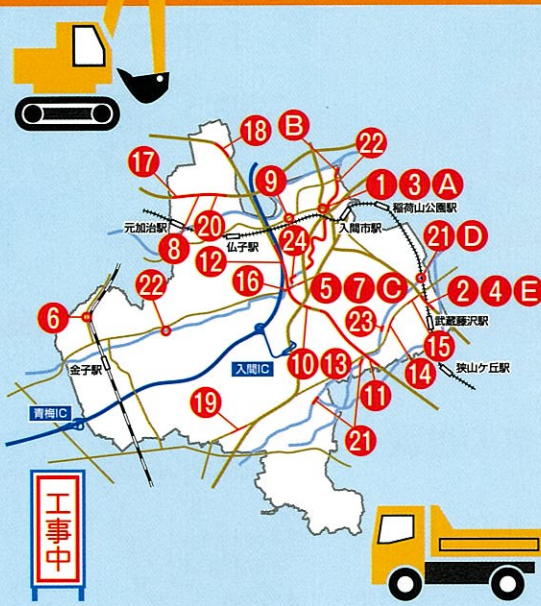 18
B
22
17
9
1 3 A
稲荷山公園駅
元加治駅
8
20
仏子駅
24
入間市駅
21 D
12
16
5 7 C
2 4 E
6
22
23
武蔵藤沢駅
15
金子駅
入間IC
10 13
11
14
狭山ケ丘駅
青梅IC
19
21
工事中